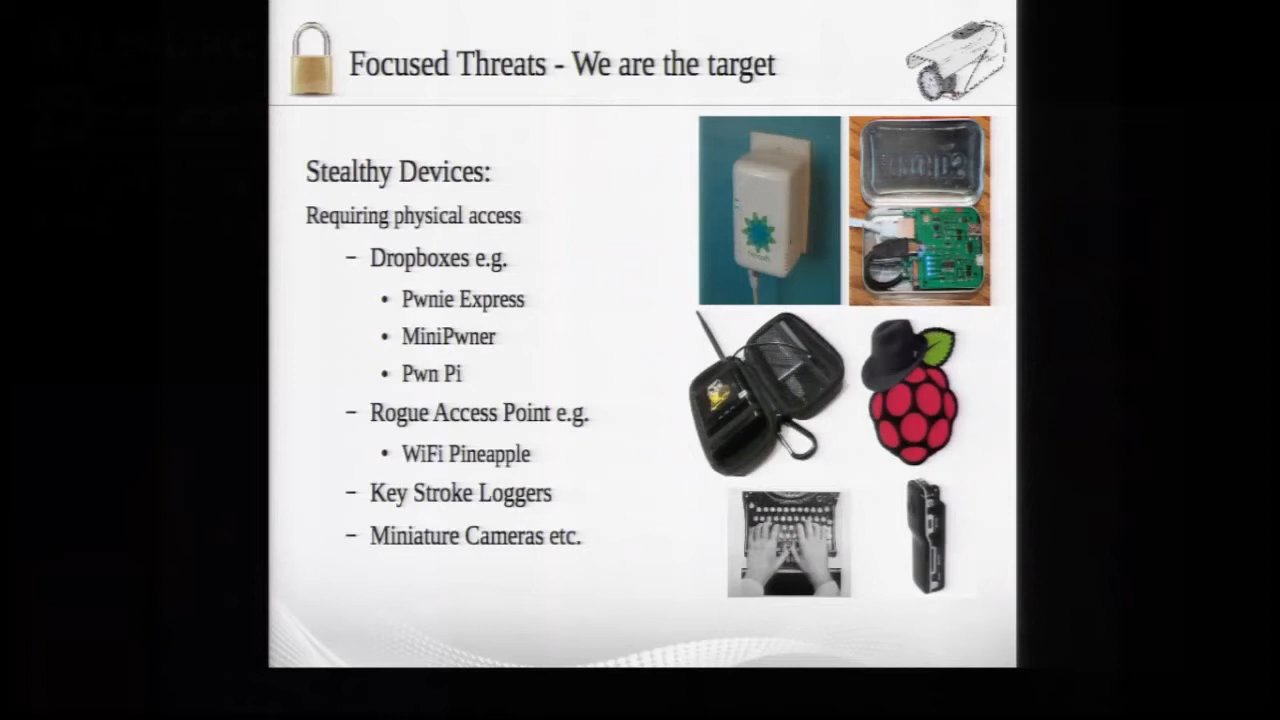 Focused Threats - We are the target
Stealthy Devices:
Requiring physical access
– Dropboxes e.g.
• Pwnie Express
• MiniPwner
• Pwn Pi
– Rogue Access Point e.g.
• WiFi Pineapple
– Key Stroke Loggers
– Miniature Cameras etc.